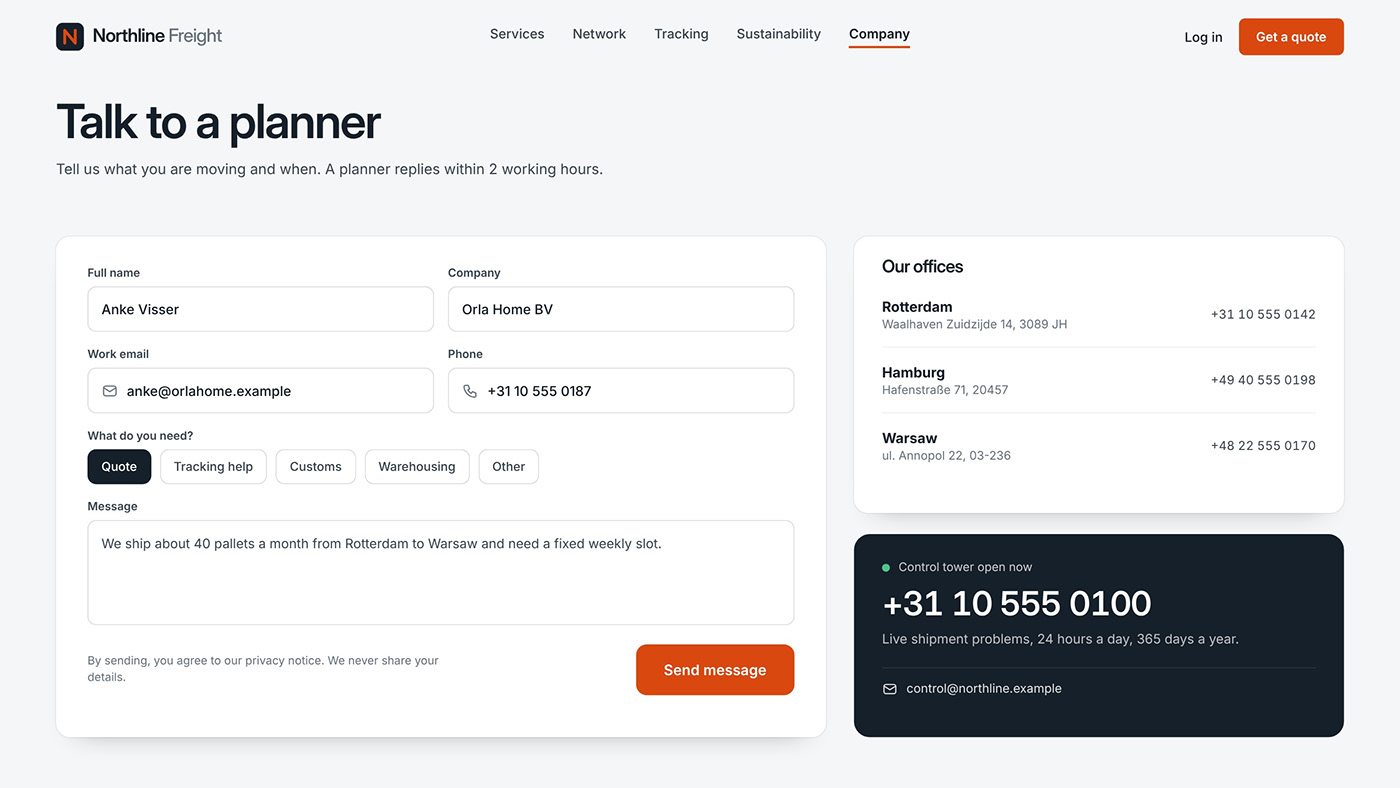 Northline Freight
Services
Network
Tracking
Sustainability
Company
Log in
Get a quote
Talk to a planner
Tell us what you are moving and when. A planner replies within 2 working hours.
Full name
Company
Anke Visser
Orla Home BV
Work email
Phone
anke@orlahome.example
+31 10 555 0187
What do you need?
Quote
Tracking help
Customs
Warehousing
Other
Message
We ship about 40 pallets a month from Rotterdam to Warsaw and need a fixed weekly slot.
By sending, you agree to our privacy notice. We never share your
details.
Send message
Our offices
Rotterdam
Waalhaven Zuidzijde 14, 3089 JH
+31 10 555 0142
Hamburg
Hafenstraße 71, 20457
+49 40 555 0198
Warsaw
ul. Annopol 22, 03-236
+48 22 555 0170
Control tower open now
+31 10 555 0100
Live shipment problems, 24 hours a day, 365 days a year.
control@northline.example